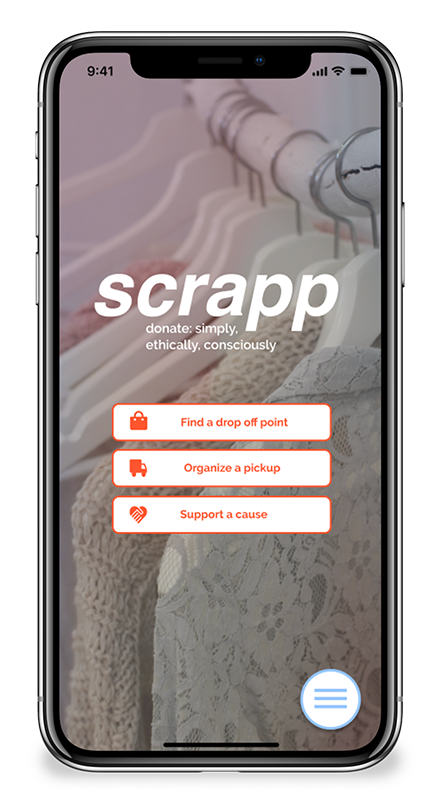 9:41
scrapp
donate: simply,
ethically, consciously
Find a drop off point
Organize a pickup
Support a cause